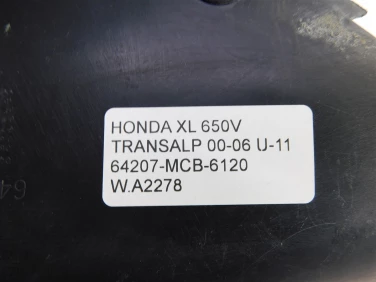 HONDA XL 650V
TRANSALP 00-06 U-11
64207-MCB-6120
W.A2278